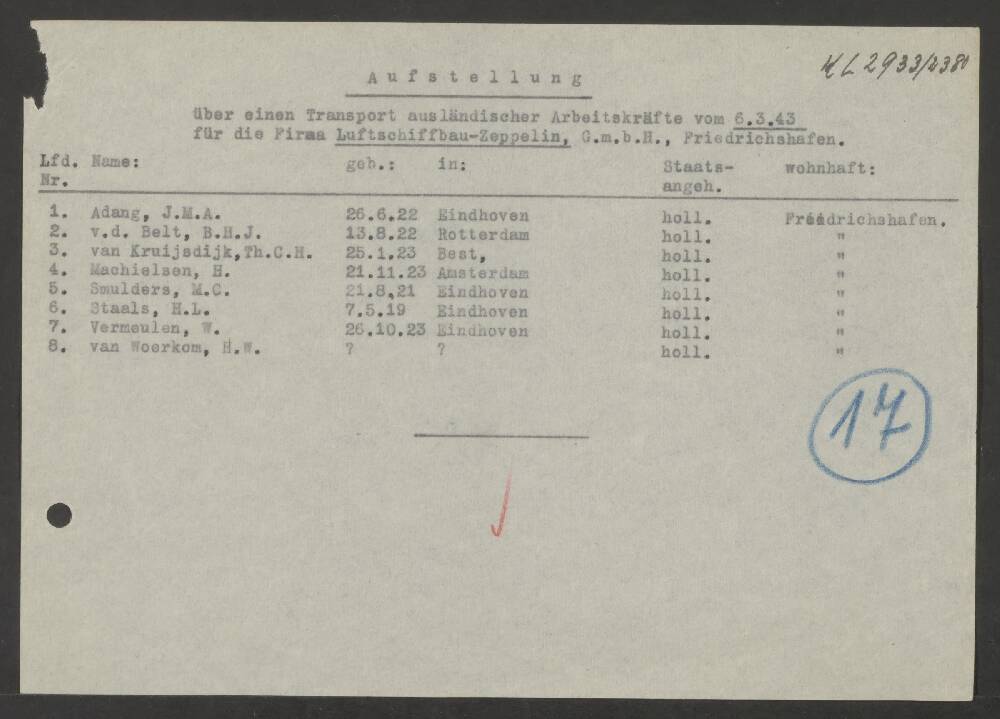 KL 2933/2380
Aufstellung
über einen Transport ausländischer Arbeitskräfte vom 6.3.43
für die Firma Luftschiffbau-Zeppelin, G.m.b.H., Friedrichshafen.
Lfd. Name: geb.: in: Staats- wohnhaft:
Nr. angeh.
1. Adang, J.M.A. 26.6.22 Eindhoven holl. Freidrichshafen.
2. v.d. Belt, B.H.J. 13.8.22 Rotterdam holl. "
3. van Kruijsdijk,Th.C.H. 25.1.23 Best, holl. "
4. Machielsen, H. 21.11.23 Amsterdam holl. "
5. Smulders, M.C. 21.8,21 Eindhoven holl. "
6. Staals, H.L. 7.5.19 Eindhoven holl. "
7. Vermeulen, W. 26.10.23 Eindhoven holl. "
8. van Woerkom, H.W. ? ? holl. "
17